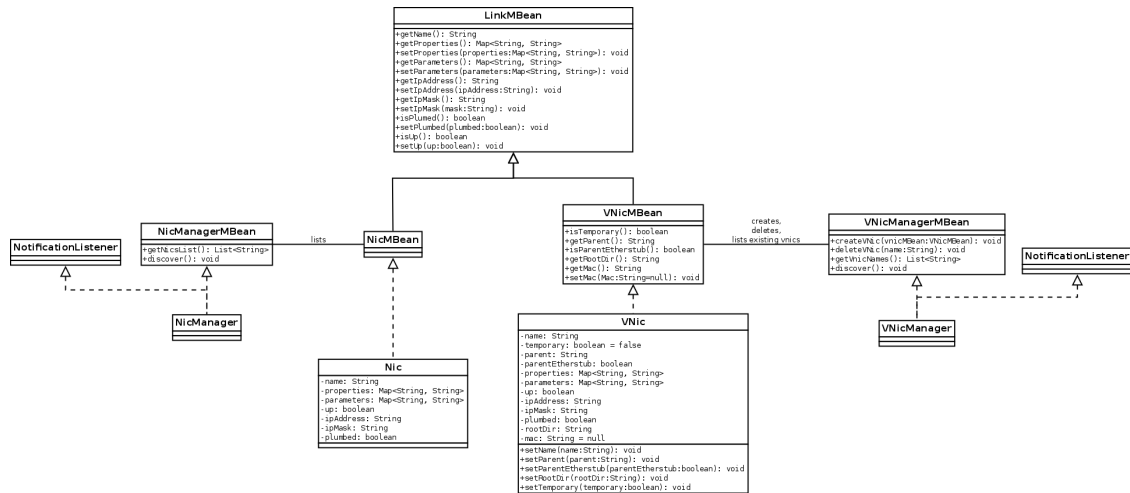 LinkMBean
+getName(): String
+getProperties(): Map<String, String>
+setProperties(properties:Map<String, String>): void
+getParameters(): Map<String, String>
+setParameters(parameters:Map<String, String>): void
+getIpAddress(): String
+setIpAddress(ipAddress:String): void
+getIpMask(): String
+setIpMask(mask:String): void
+isPlumed(): boolean
+setPlumbed(plumbed:boolean): void
+isUp(): boolean
+setUp(up:boolean): void
NotificationListener
NicManagerMBean
+getNicsList(): List<String>
+discover(): void
lists
NicMBean
VNicMBean
+isTemporary(): boolean
+getParent(): String
+isParentEtherstub(): boolean
+getRootDir(): String
+getMac(): String
+setMac(Mac:String=null): void
creates,
deletes,
lists existing vnics
VNicManagerMBean
+createVNic(vnicMBean:VNicMBean): void
+deleteVNic(name:String): void
+getVnicNames(): List<String>
+discover(): void
NotificationListener
NicManager
VNicManager
Nic
-name: String
-properties: Map<String, String>
-parameters: Map<String, String>
-up: boolean
-ipAddress: String
-ipMask: String
-plumbed: boolean
VNic
-name: String
-temporary: boolean = false
-parent: String
-parentEtherstub: boolean
-properties: Map<String, String>
-parameters: Map<String, String>
-up: boolean
-ipAddress: String
-ipMask: String
-plumbed: boolean
-rootDir: String
-mac: String = null
+setName(name:String): void
+setParent(parent:String): void
+setParentEtherstub(parentEtherstub:boolean): void
+setRootDir(rootDir:String): void
+setTemporary(temporary:boolean): void